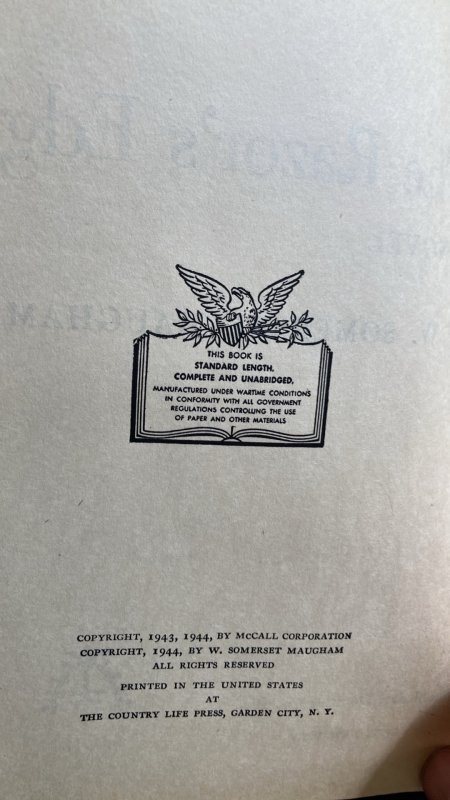 THIS BOOK IS
STANDARD LENGTH,
COMPLETE AND UNABRIDGED,
MANUFACTURED UNDER WARTIME CONDITIONS
IN CONFORMITY WITH ALL GOVERNMENT
REGULATIONS CONTROLLING THE USE
OF PAPER AND OTHER MATERIALS
COPYRIGHT, 1943, 1944, BY McCALL CORPORATION
COPYRIGHT, 1944, BY W. SOMERSET MAUGHAM
ALL RIGHTS RESERVED
PRINTED IN THE UNITED STATES
AT
THE COUNTRY LIFE PRESS, GARDEN CITY, N. Y.